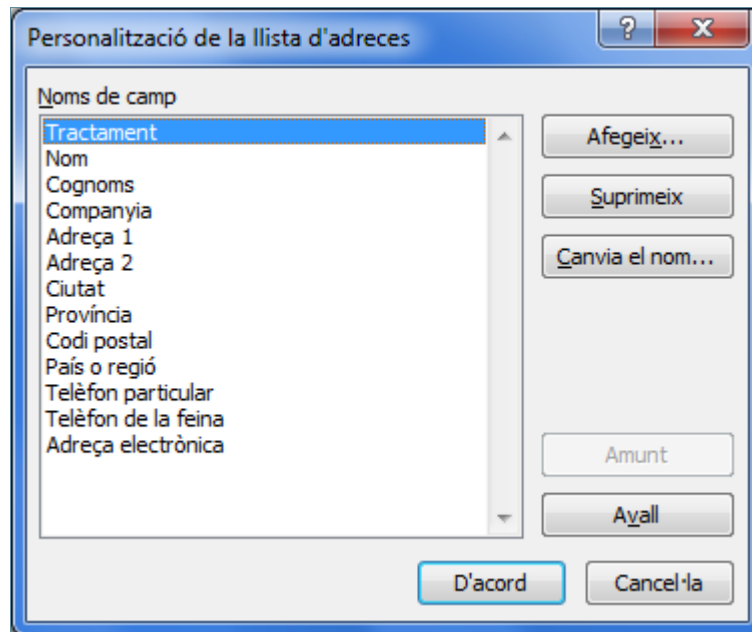 Personalització de la llista d'adreces
Noms de camp
Tractament
Nom
Cognoms
Companyia
Adreça 1
Adreça 2
Ciutat
Província
Codi postal
País o regió
Telèfon particular
Telèfon de la feina
Adreça electrònica
Afegeix...
Suprimeix
Canvia el nom...
Amunt
Avall
D'acord
Cancel·la